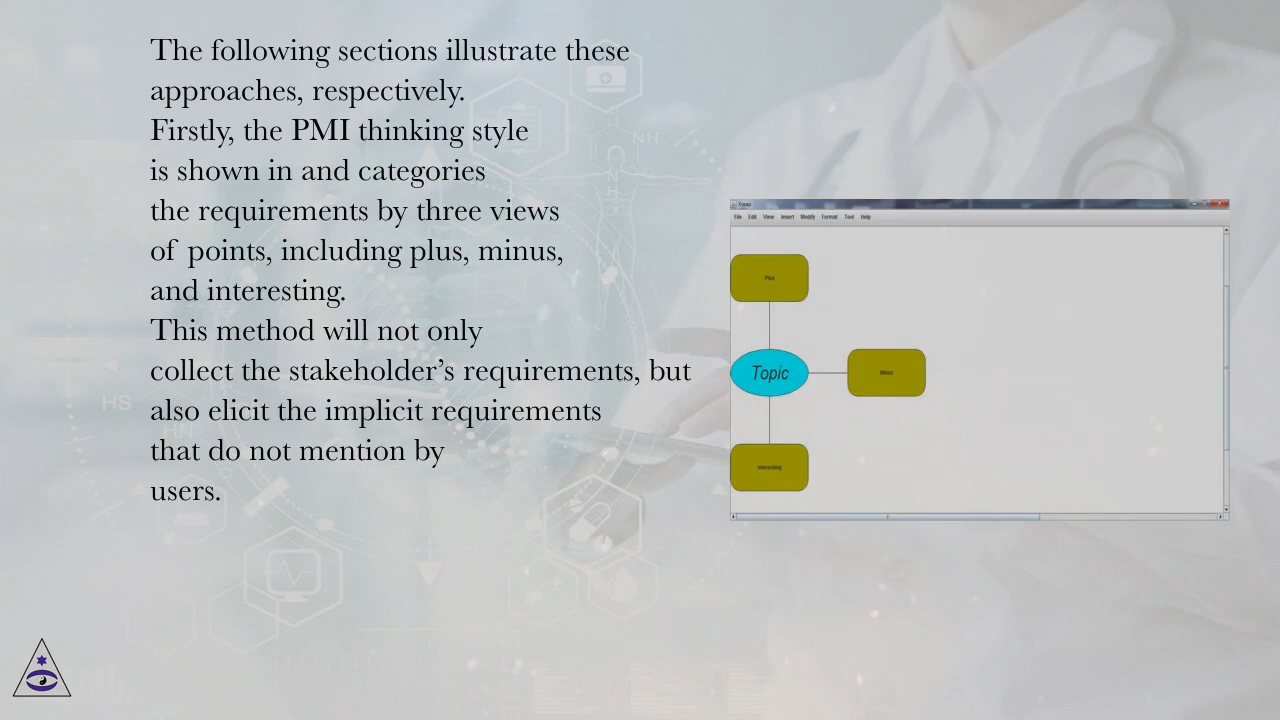 The following sections illustrate these
approaches, respectively.
Firstly, the PMI thinking style
is shown in and categories
the requirements by three views
of points, including plus, minus,
and interesting.
This method will not only
collect the stakeholder's requirements, but
also elicit the implicit requirements
that do not mention by
users.
File Edit View Insert Modify Format Tool Help
Plus
Topic
Minus
Interesting
NH
N
H
HS
HN